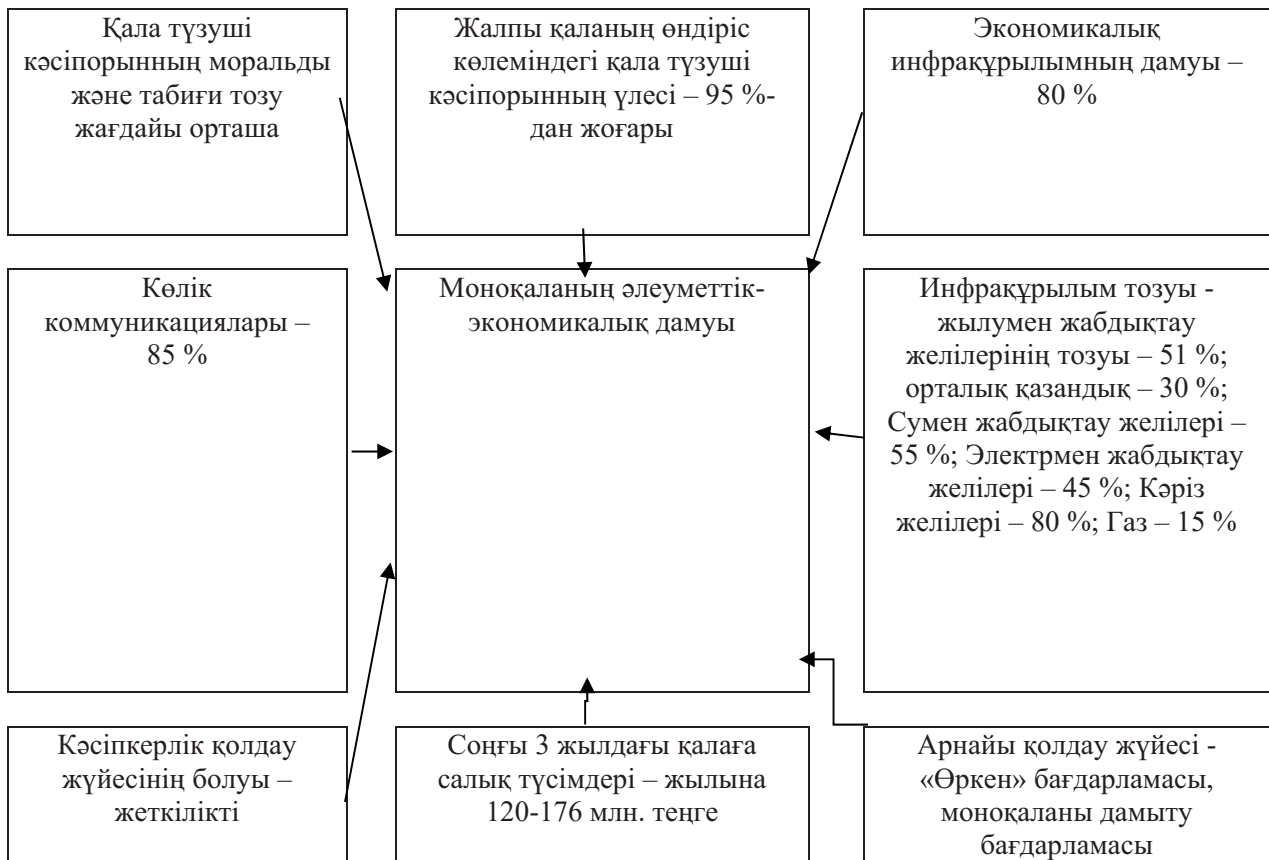 Қала түзуші
кәсіпорынның моральды
және табиғи тозу
жағдайы орташа
Жалпы қаланың өндіріс
көлеміндегі қала түзуші
кәсіпорынның үлесі – 95 %-
дан жоғары
Экономикалық
инфрақұрылымның дамуы –
80 %
Көлік
коммуникациялары –
85 %
Моноқаланың әлеуметтік-
экономикалық дамуы
Инфрақұрылым тозуы -
жылумен жабдықтау
желілерінің тозуы – 51 %;
орталық қазандық – 30 %;
Сумен жабдықтау желілері –
55 %; Электрмен жабдықтау
желілері – 45 %; Кәріз
желілері – 80 %; Газ – 15 %
Кәсіпкерлік қолдау
жүйесінің болуы –
жеткілікті
Соңғы 3 жылдағы қалаға
салық түсімдері – жылына
120-176 млн. теңге
Арнайы қолдау жүйесі -
«Өркен» бағдарламасы,
моноқаланы дамыту
бағдарламасы